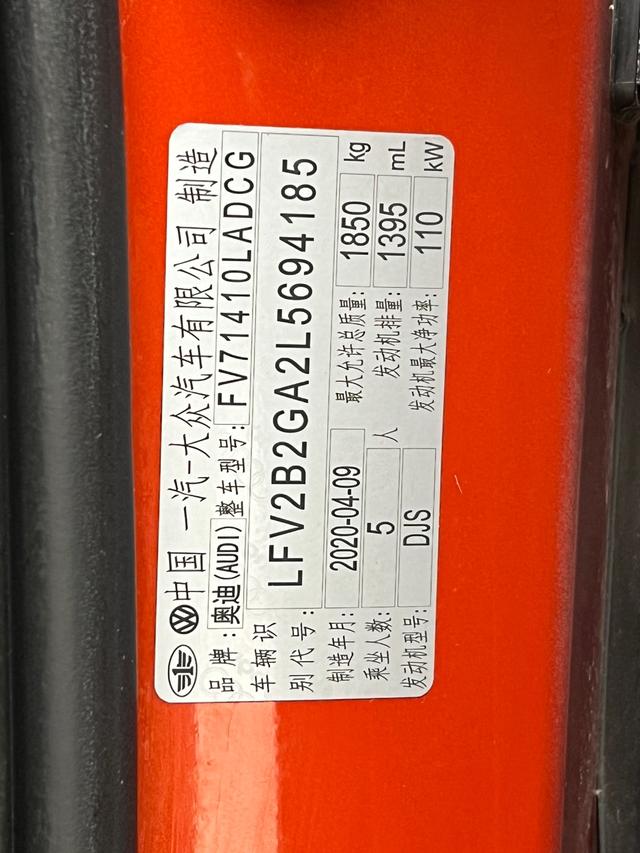 中国 一汽-大众汽车有限公司 制造
品牌: 奥迪(AUDI) 整车型号: FV71410LADCG
车辆识别代号: LFV2B2GA2L5694185
制造年月: 2020-04-09 最大允许总质量: 1850 kg
乘坐人数: 5 人 发动机排量: 1395 mL
发动机型号: DJS 发动机最大净功率: 110 kW